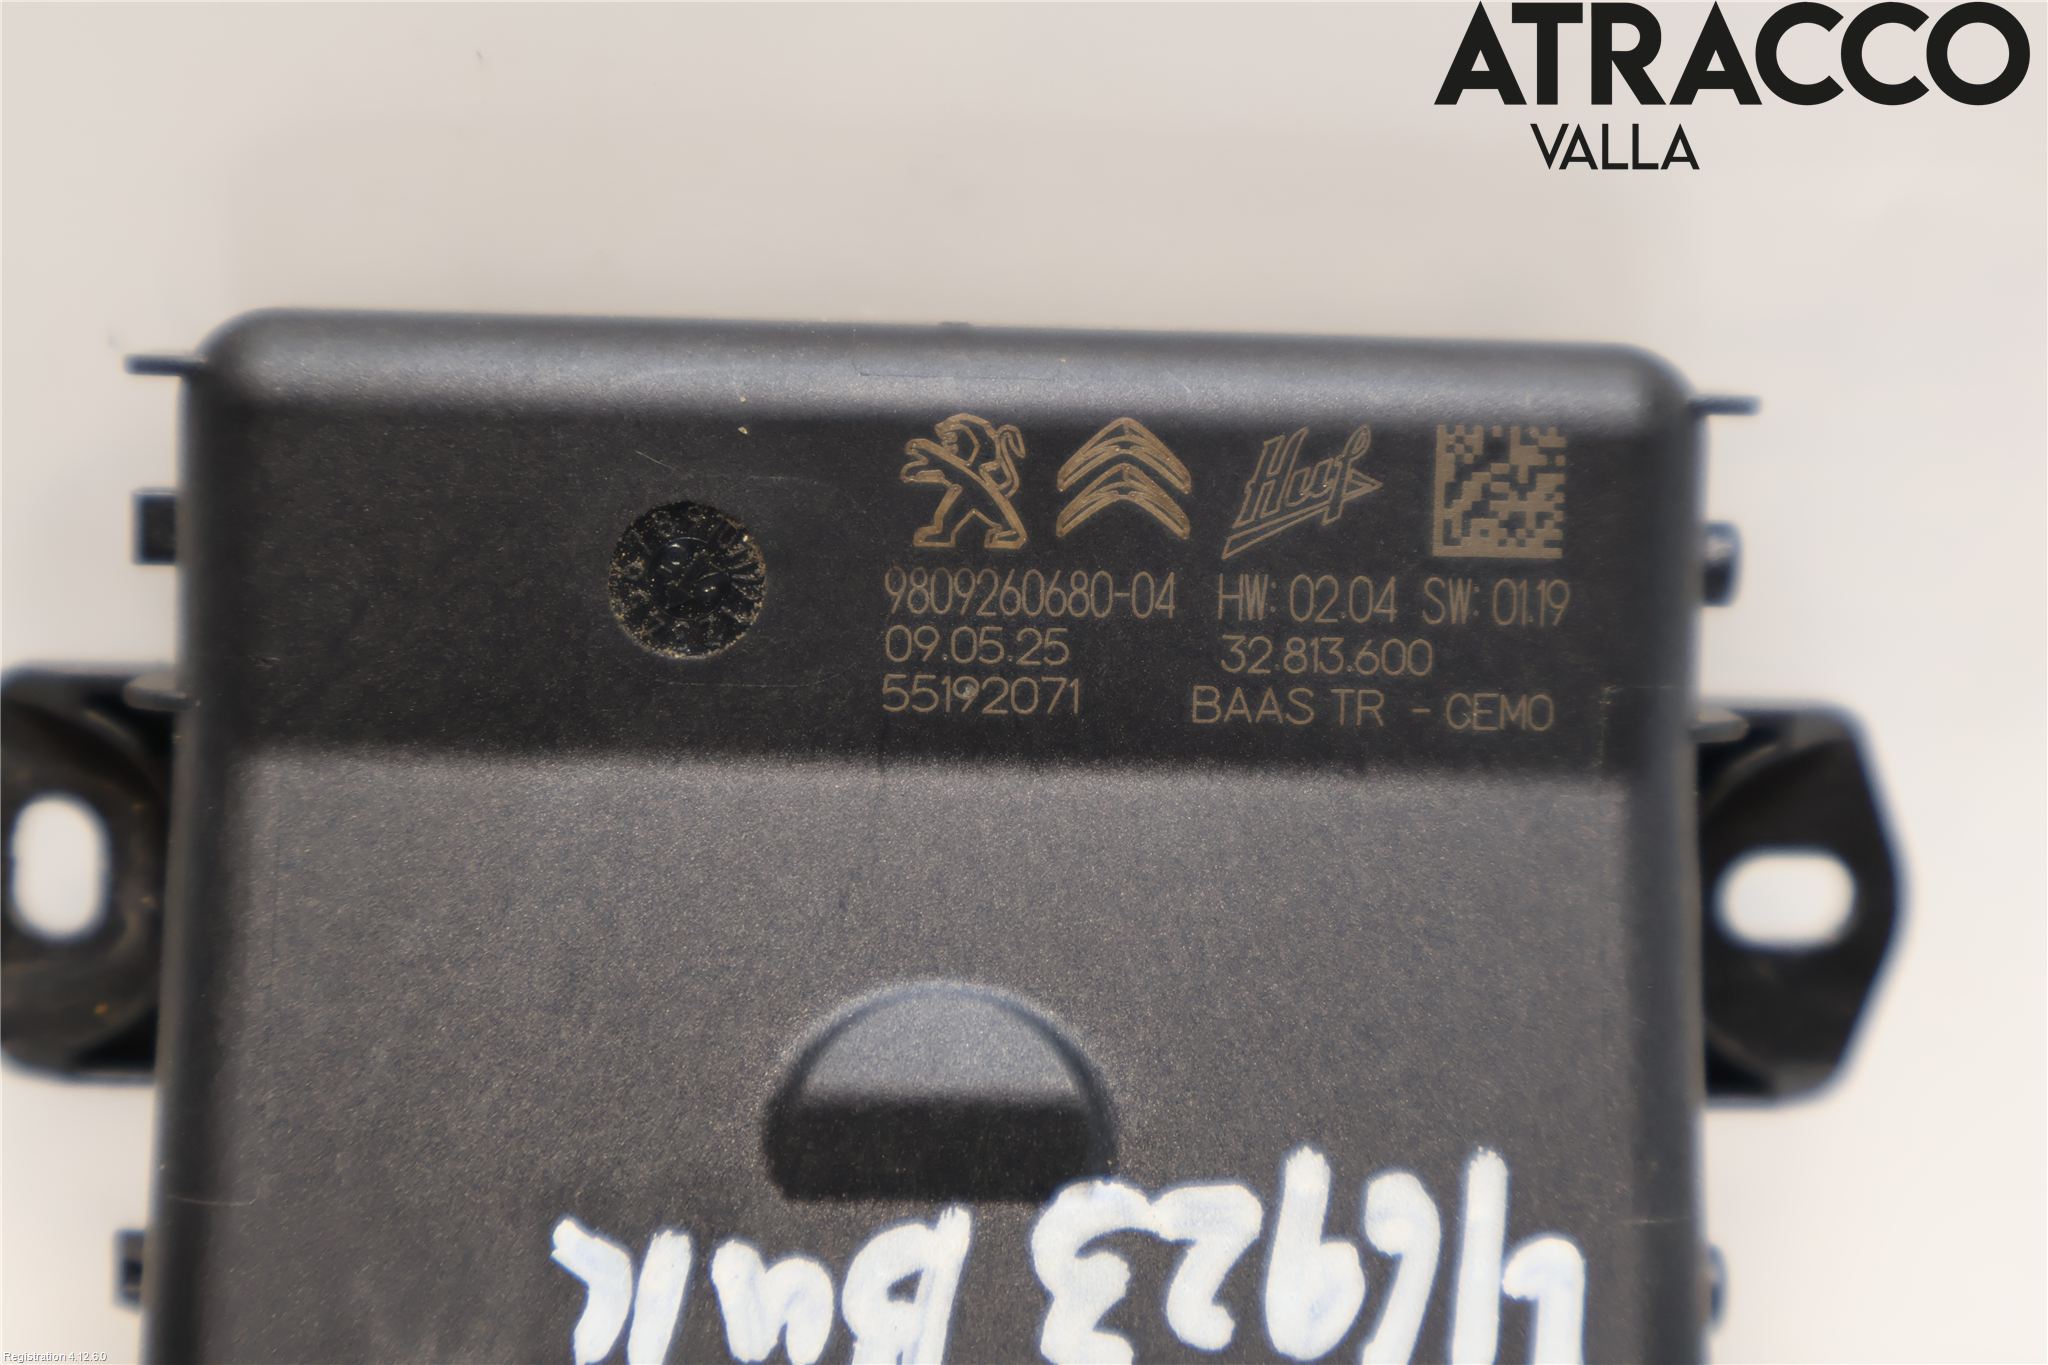 ATRACCO
VALLA
Huf
9809260680-04 HW: 02.04 SW: 01.19
09.05.25 32.813.600
55192071 BAAS TR - CEMO
Registration 4.12.6.0